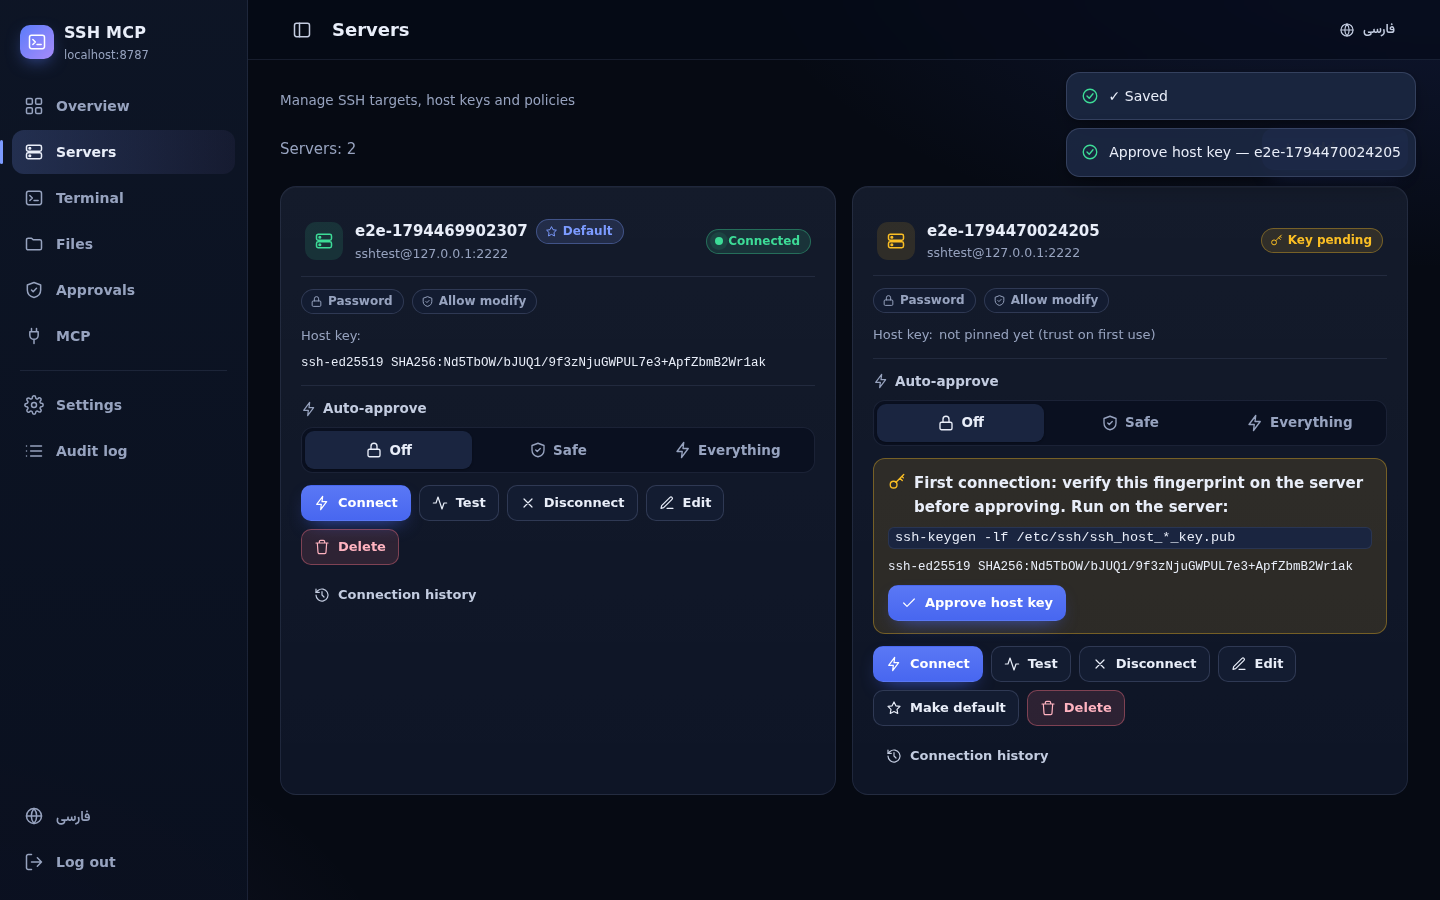 SSH MCP
localhost:8787
Overview
Servers
Terminal
Files
Approvals
MCP
Settings
Audit log
فارسی
Log out
Servers
فارسی
Manage SSH targets, host keys and policies
Servers: 2
✓ Saved
Approve host key — e2e-1794470024205
e2e-1794469902307 Default
sshtest@127.0.0.1:2222
Connected
Password Allow modify
Host key:
ssh-ed25519 SHA256:Nd5TbOW/bJUQ1/9f3zNjuGWPUL7e3+ApfZbmB2Wr1ak
Auto-approve
Off Safe Everything
Connect Test Disconnect Edit
Delete
Connection history
e2e-1794470024205
sshtest@127.0.0.1:2222
Key pending
Password Allow modify
Host key: not pinned yet (trust on first use)
Auto-approve
Off Safe Everything
First connection: verify this fingerprint on the server
before approving. Run on the server:
ssh-keygen -lf /etc/ssh/ssh_host_*_key.pub
ssh-ed25519 SHA256:Nd5TbOW/bJUQ1/9f3zNjuGWPUL7e3+ApfZbmB2Wr1ak
Approve host key
Connect Test Disconnect Edit
Make default Delete
Connection history